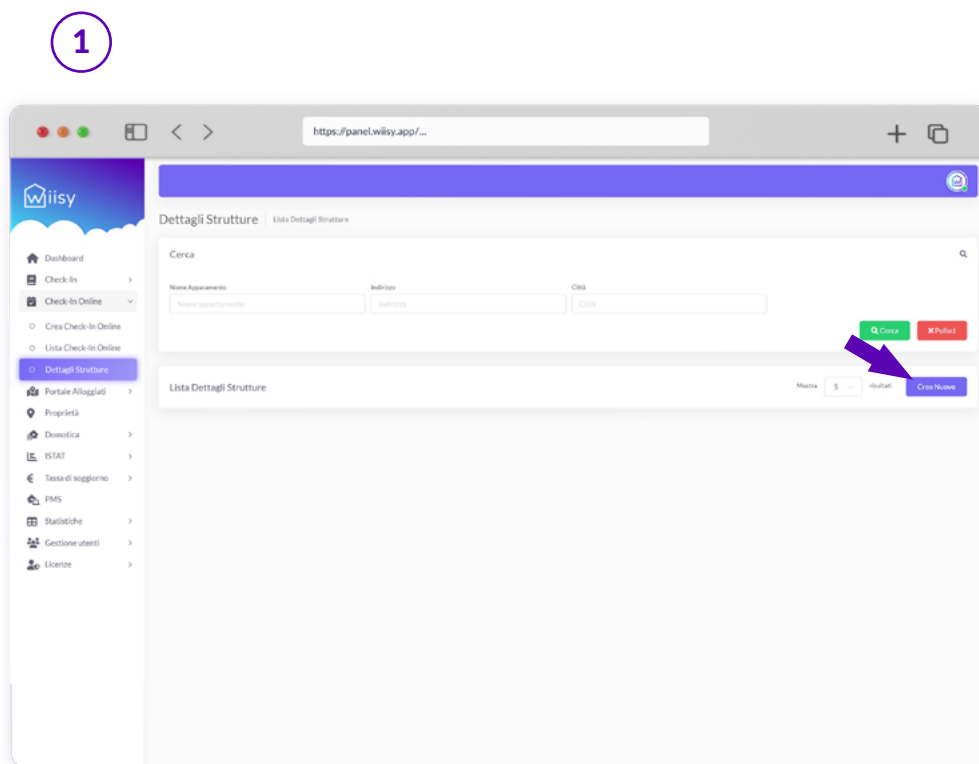 1
https://panel.wiisy.app/...
wiisy
Dettagli Strutture
Lista Dettagli Strutture
Dashboard
Check-In
Check-In Online
Crea Check-In Online
Lista Check-In Online
Dettagli Strutture
Portale Alloggiati
Proprietà
Domotica
ISTAT
Tassa di soggiorno
PMS
Statistiche
Gestione utenti
Licenze
Cerca
Nome Apparamento
Indirizzo
Città
Nome appartamento
Indirizzo
Città
Cerca
Pulisci
Lista Dettagli Strutture
Mostra 5 risultati
Crea Nuovo